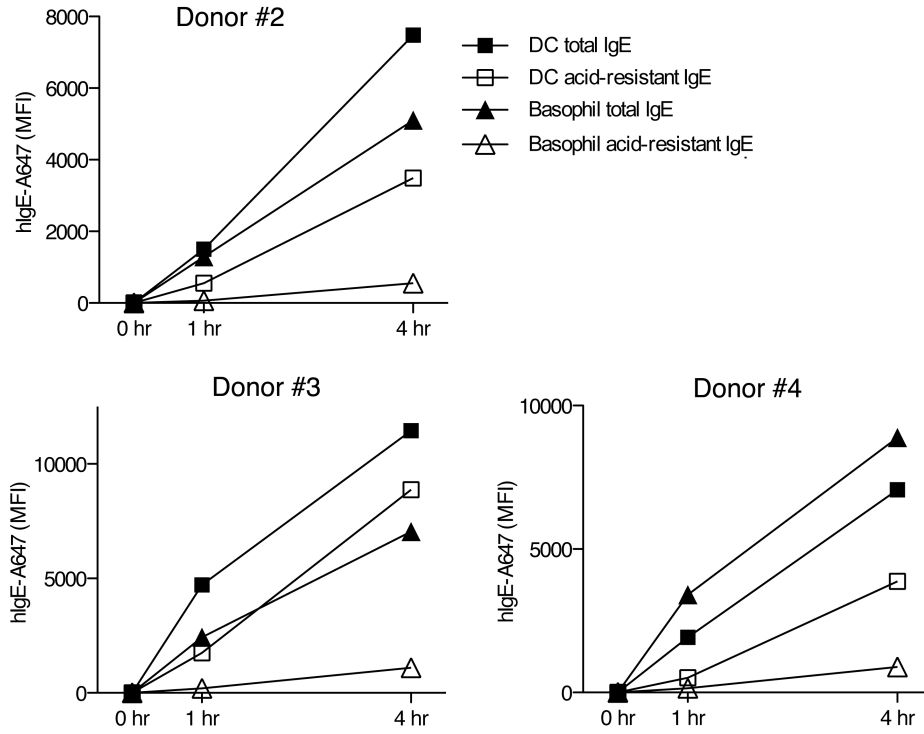 Donor #2
8000
6000
4000
2000
0
hIgE-A647 (MFI)
0 hr 1 hr 4 hr
DC total IgE
DC acid-resistant IgE
Basophil total IgE
Basophil acid-resistant IgE
Donor #3
10000
5000
0
hIgE-A647 (MFI)
0 hr 1 hr 4 hr
Donor #4
10000
5000
0
hIgE-A647 (MFI)
0 hr 1 hr 4 hr